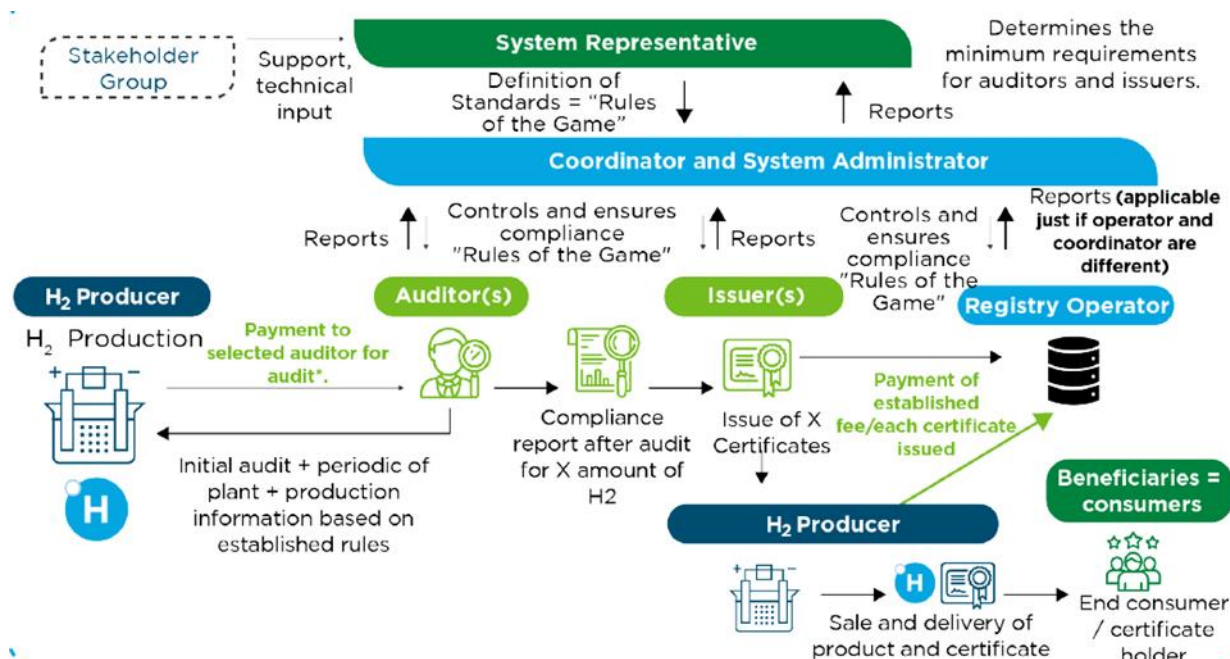 Stakeholder
Group
Support,
technical
input
System Representative
Determines the
minimum requirements
for auditors and issuers.
Definition of
Standards = "Rules
of the Game"
Reports
Coordinator and System Administrator
Reports
Controls and ensures
compliance
"Rules of the Game"
Reports
Controls and
ensures
compliance
"Rules of the
Game"
Reports (applicable
just if operator and
coordinator are
different)
H₂ Producer
Auditor(s)
Issuer(s)
Registry Operator
H₂ Production
Payment to
selected auditor for
audit*.
+ −
Initial audit + periodic of
plant + production
information based on
established rules
H
Compliance
report after audit
for X amount of
H2
Issue of X
Certificates
Payment of
established
fee/each certificate
issued
H₂ Producer
Beneficiaries =
consumers
+ −
H
Sale and delivery of
product and certificate
End consumer
/ certificate
holder